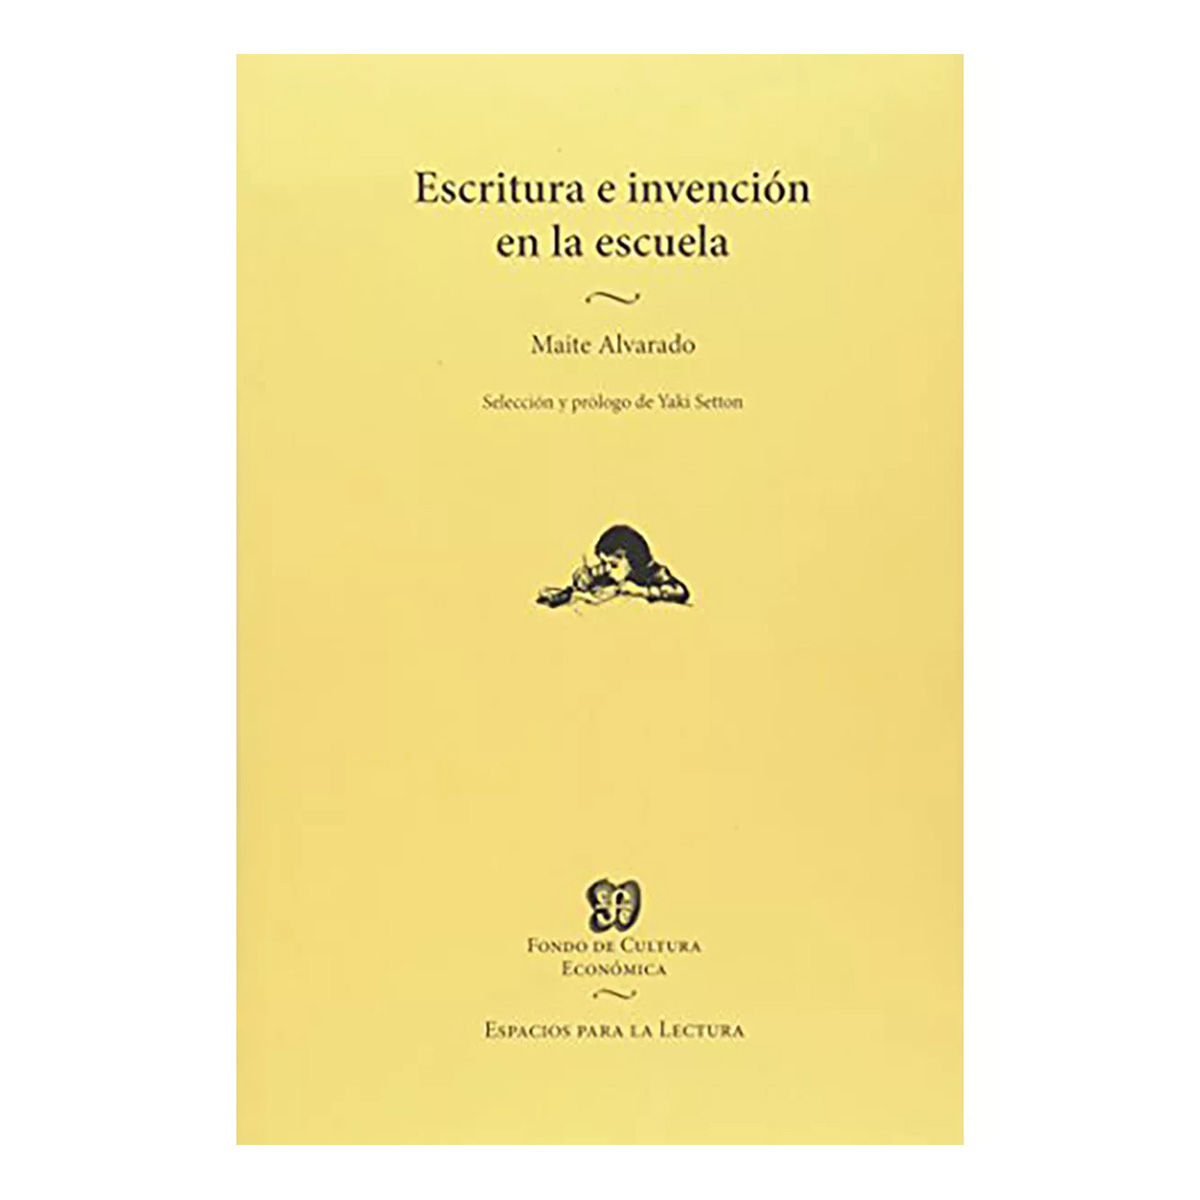 Escritura e invención
en la escuela
Maite Alvarado
Selección y prólogo de Yaki Setton
FONDO DE CULTURA
ECONÓMICA
ESPACIOS PARA LA LECTURA